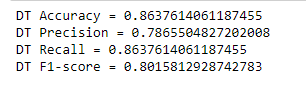 DT Accuracy = 0.8637614061187455
DT Precision = 0.7865504827202008
DT Recall = 0.8637614061187455
DT F1-score = 0.8015812928742783